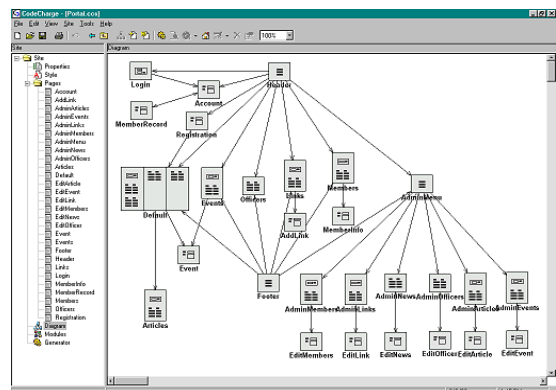 CodeCharge - [Portal.ccs]
File Edit View Site Tools Help
100%
Site
Diagram
Site
Properties
Style
Pages
Account
AddLink
AdminArticles
AdminEvents
AdminLinks
AdminMembers
AdminMenu
AdminNews
AdminOfficers
Articles
Default
EditArticle
EditEvent
EditLink
EditMembers
EditNews
EditOfficer
Event
Events
Footer
Header
Links
Login
MemberInfo
MemberRecord
Members
Officers
Registration
Diagram
Modules
Generator
Login
Header
Account
MemberRecord
Registration
Default
Events
Officers
Links
Members
AdminMenu
AddLink
MemberInfo
Event
Footer
Articles
AdminMembers
AdminLinks
AdminNews
AdminOfficers
AdminArticles
AdminEvents
EditMembers
EditLink
EditNews
EditOfficer
EditArticle
EditEvent